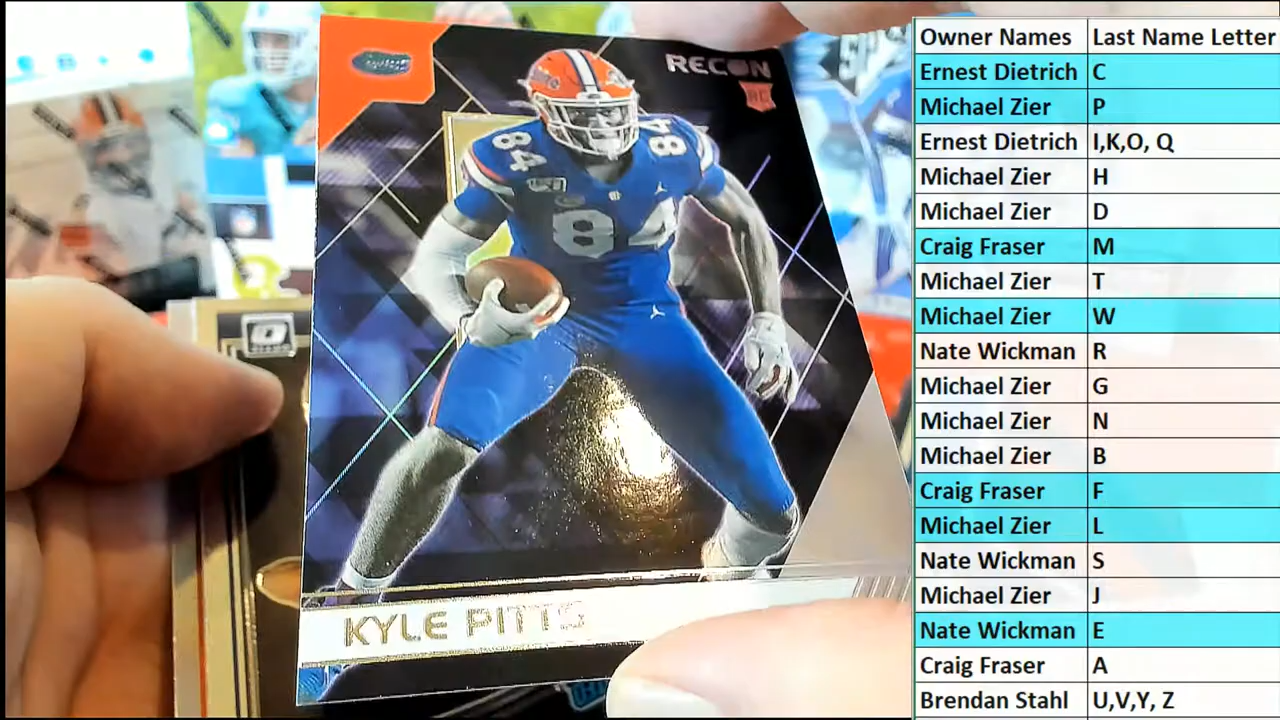 RECON
RC
84
84
84
KYLE PITTS
Owner Names Last Name Letter
Ernest Dietrich C
Michael Zier P
Ernest Dietrich I,K,O, Q
Michael Zier H
Michael Zier D
Craig Fraser M
Michael Zier T
Michael Zier W
Nate Wickman R
Michael Zier G
Michael Zier N
Michael Zier B
Craig Fraser F
Michael Zier L
Nate Wickman S
Michael Zier J
Nate Wickman E
Craig Fraser A
Brendan Stahl U,V,Y, Z